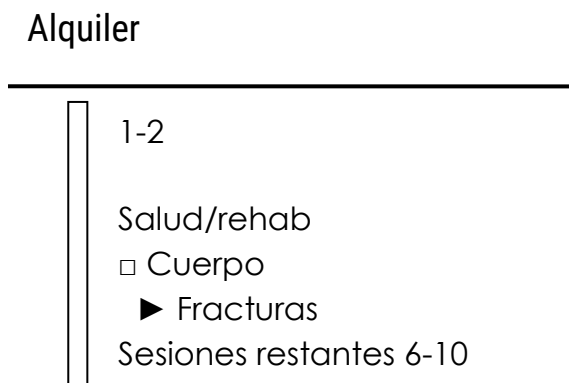 Alquiler
1-2
Salud/rehab
□ Cuerpo
► Fracturas
Sesiones restantes 6-10